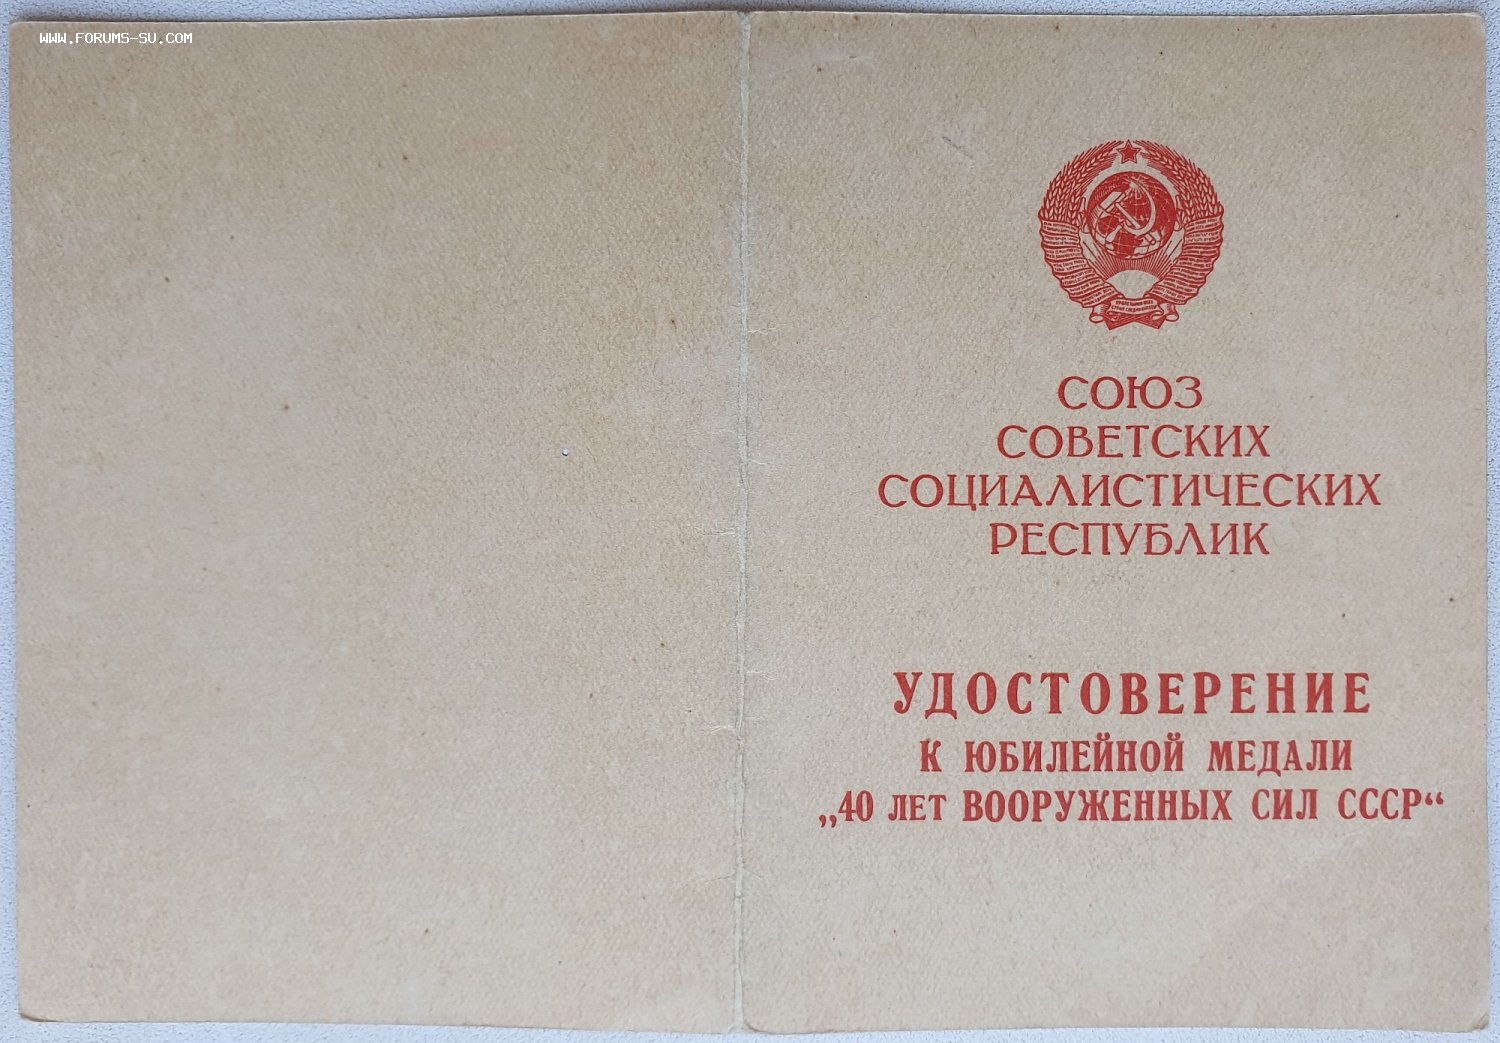 WWW.FORUMS-SU.COM
СОЮЗ
СОВЕТСКИХ
СОЦИАЛИСТИЧЕСКИХ
РЕСПУБЛИК
УДОСТОВЕРЕНИЕ
К ЮБИЛЕЙНОЙ МЕДАЛИ
„40 ЛЕТ ВООРУЖЕННЫХ СИЛ СССР“